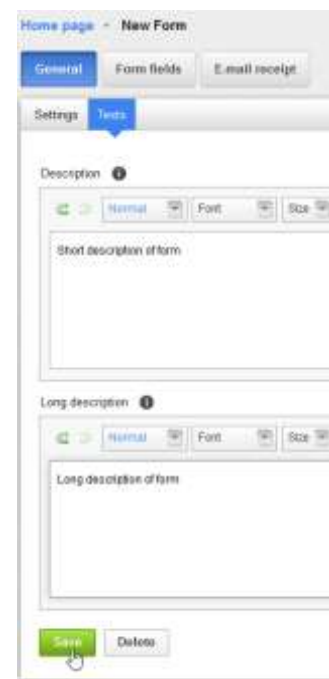 Home page - New Form
General Form fields E-mail receipt
Settings Texts
Description
Normal Font Size
Short description of form
Long description
Normal Font Size
Long description of form
Save Delete